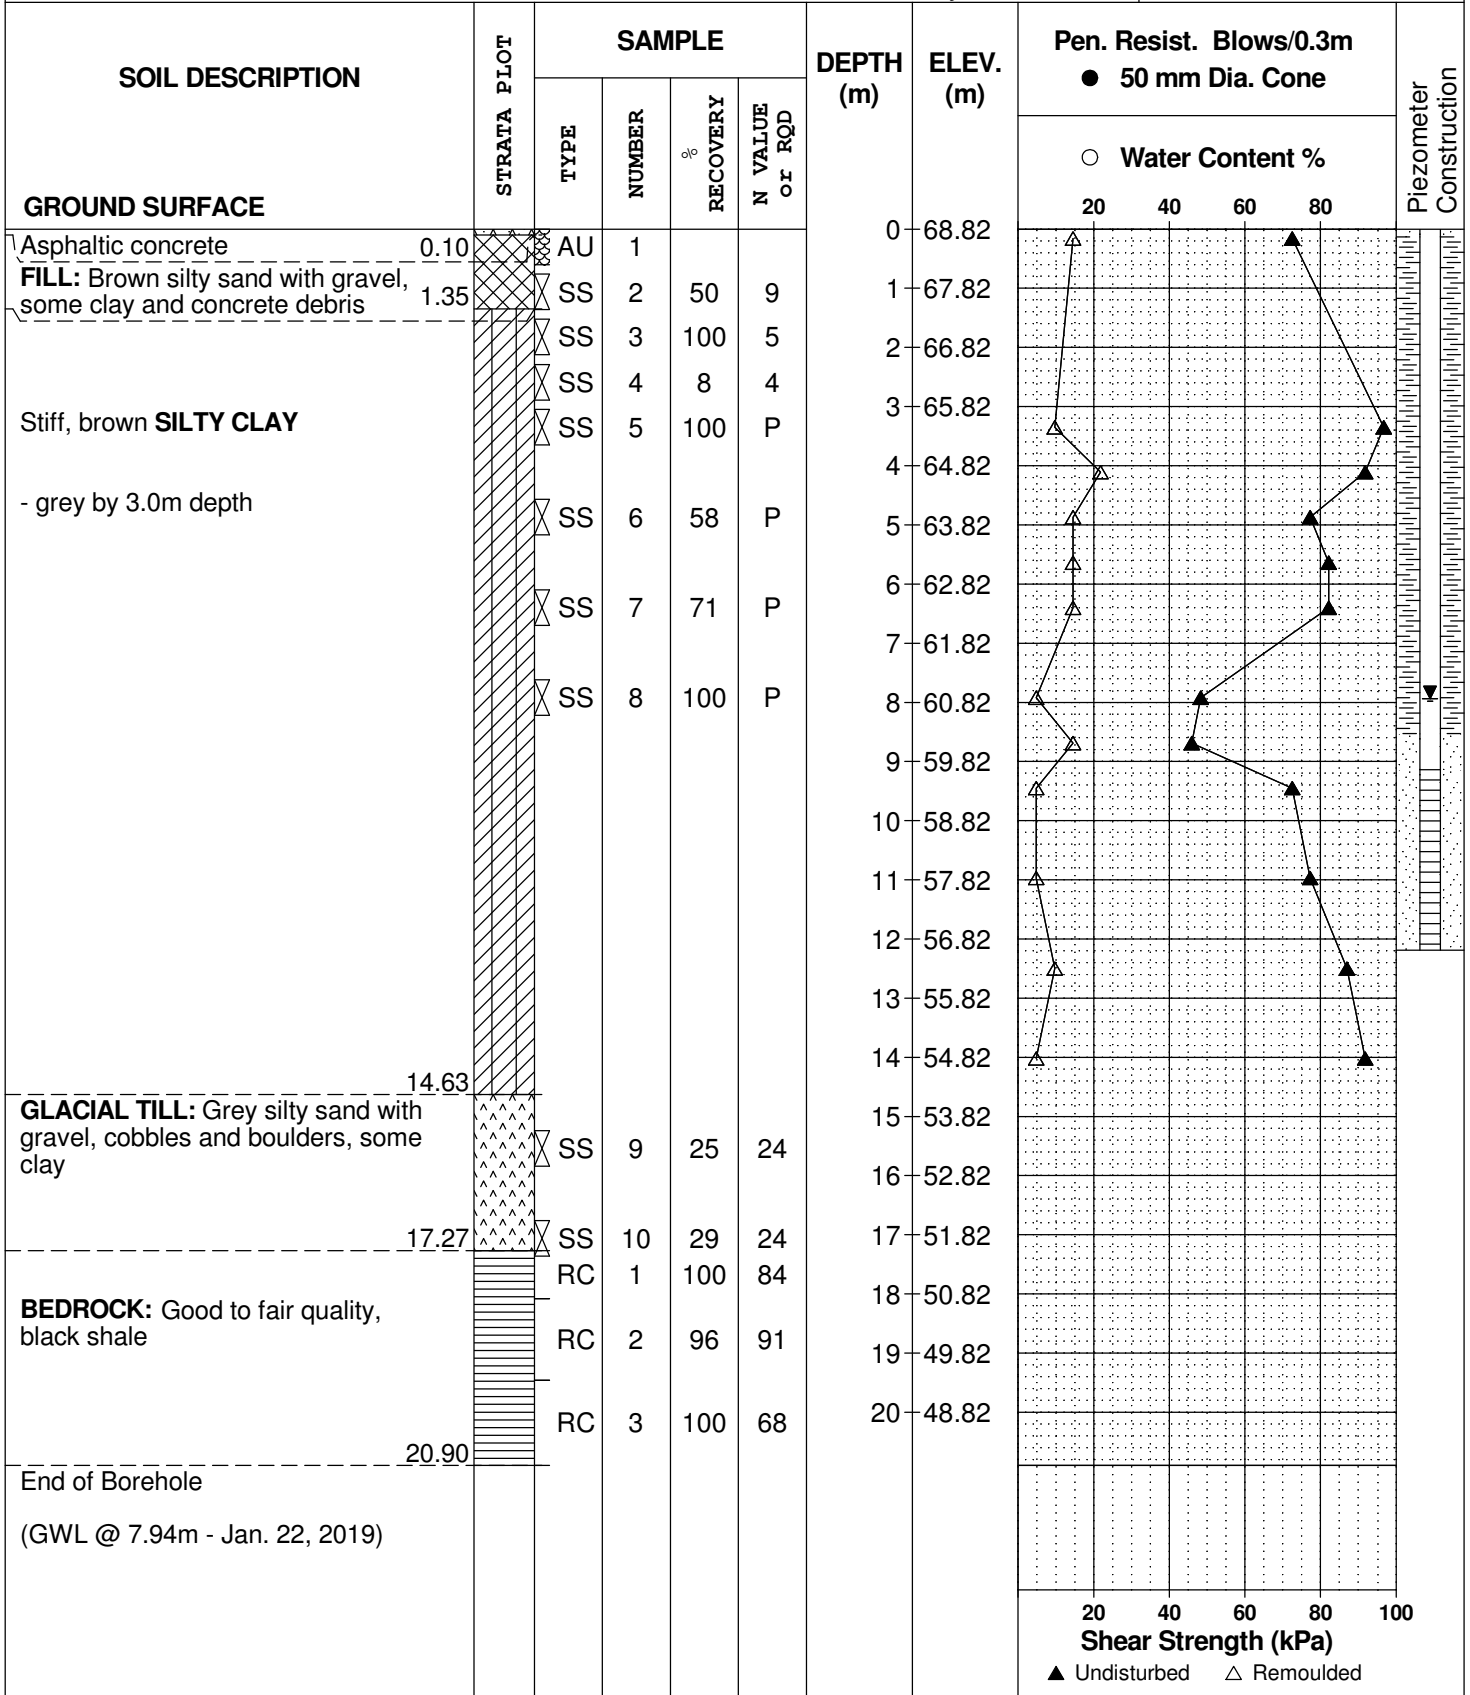 SOIL DESCRIPTION
GROUND SURFACE
STRATA PLOT
SAMPLE
TYPE
NUMBER
% RECOVERY
N VALUE or RQD
DEPTH (m)
ELEV. (m)
Pen. Resist. Blows/0.3m
● 50 mm Dia. Cone
○ Water Content %
20 40 60 80
Piezometer Construction
Asphaltic concrete 0.10
FILL: Brown silty sand with gravel,
some clay and concrete debris 1.35
Stiff, brown SILTY CLAY
- grey by 3.0m depth
14.63
GLACIAL TILL: Grey silty sand with
gravel, cobbles and boulders, some
clay
17.27
BEDROCK: Good to fair quality,
black shale
20.90
End of Borehole
(GWL @ 7.94m - Jan. 22, 2019)
AU 1
SS 2 50 9
SS 3 100 5
SS 4 8 4
SS 5 100 P
SS 6 58 P
SS 7 71 P
SS 8 100 P
SS 9 25 24
SS 10 29 24
RC 1 100 84
RC 2 96 91
RC 3 100 68
0 68.82
1 67.82
2 66.82
3 65.82
4 64.82
5 63.82
6 62.82
7 61.82
8 60.82
9 59.82
10 58.82
11 57.82
12 56.82
13 55.82
14 54.82
15 53.82
16 52.82
17 51.82
18 50.82
19 49.82
20 48.82
20 40 60 80 100
Shear Strength (kPa)
▲ Undisturbed △ Remoulded